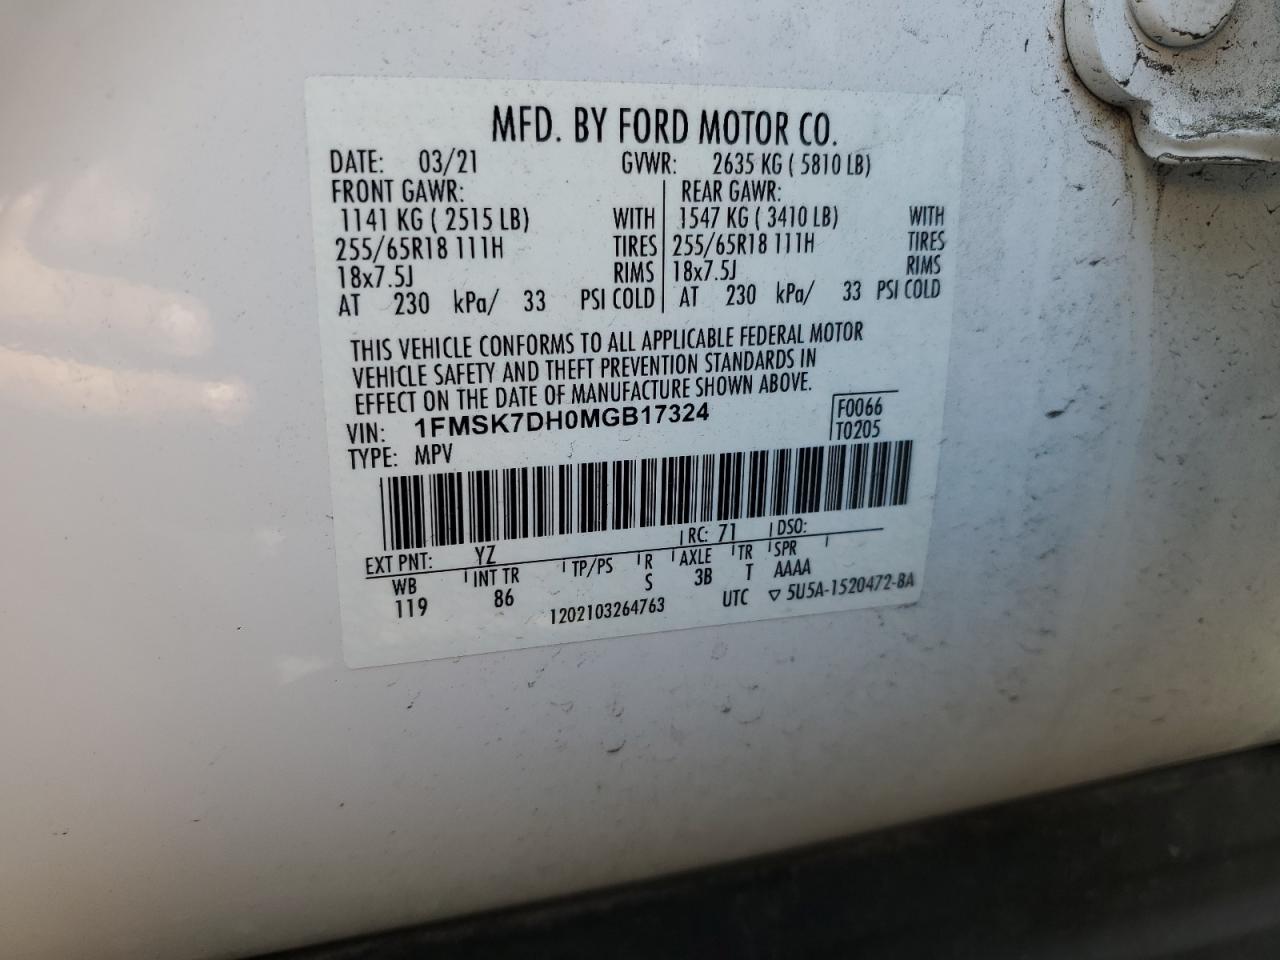 MFD. BY FORD MOTOR CO.
DATE: 03/21 GVWR: 2635 KG ( 5810 LB)
FRONT GAWR: REAR GAWR:
1141 KG ( 2515 LB) WITH 1547 KG ( 3410 LB) WITH
255/65R18 111H TIRES 255/65R18 111H TIRES
18x7.5J RIMS 18x7.5J RIMS
AT 230 kPa/ 33 PSI COLD AT 230 kPa/ 33 PSI COLD
THIS VEHICLE CONFORMS TO ALL APPLICABLE FEDERAL MOTOR
VEHICLE SAFETY AND THEFT PREVENTION STANDARDS IN
EFFECT ON THE DATE OF MANUFACTURE SHOWN ABOVE.
VIN: 1FMSK7DH0MGB17324 F0066
TYPE: MPV T0205
EXT PNT: YZ RC: 71 DSO:
WB INT TR TP/PS R AXLE TR SPR
119 86 S 3B T AAAA
1202103264763 UTC ▽ 5U5A-1520472-BA